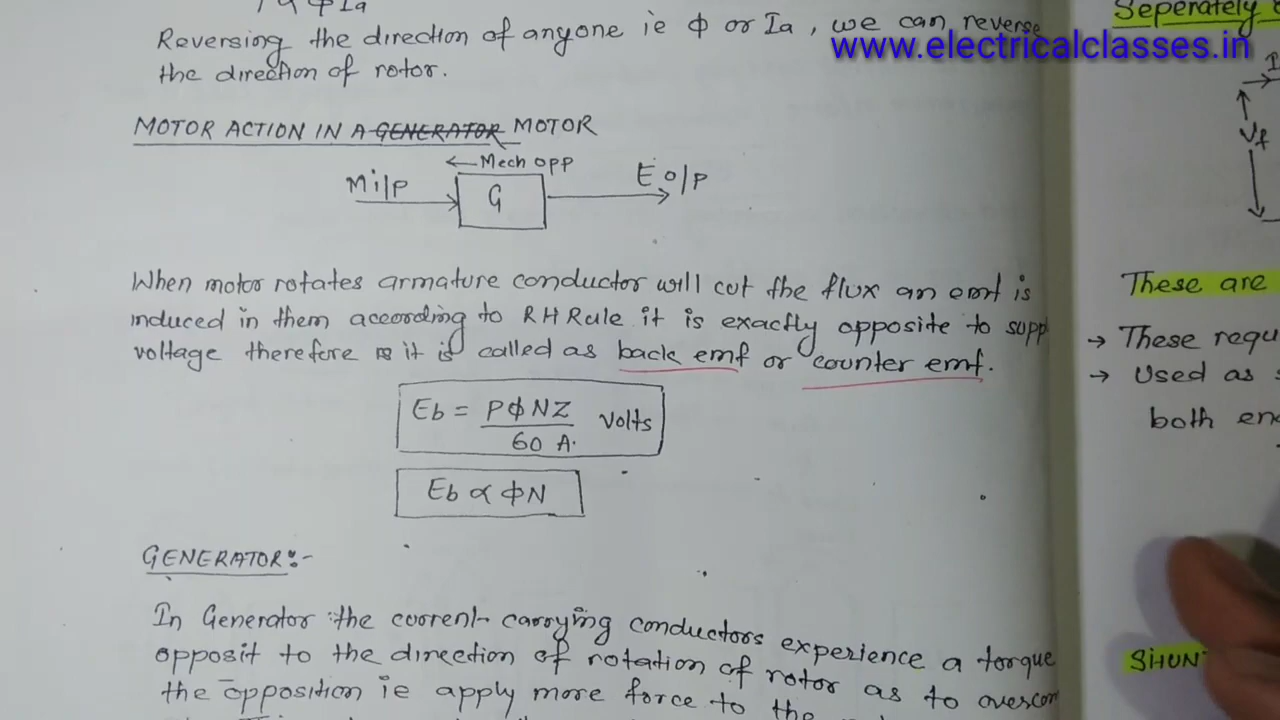 φ Ia
Reversing the direction of anyone ie φ or Ia, we can reverse
the direction of rotor.
www.electricalclasses.in
MOTOR ACTION IN A GENERATOR MOTOR
← Mech opp
Mi/p
G
E o/p
When motor rotates armature conductor will cut the flux an emf is
induced in them according to RH Rule it is exactly opposite to supp
voltage therefore it is called as back emf or counter emf.
Eb = PφNZ / 60 A. volts
Eb ∝ φN
GENERATOR:-
In Generator the current carrying conductors experience a torque
opposit to the direction of rotation of rotor as to overcom
the opposition ie apply more force to the
Seperately
I
Vf
These are
→ These requ
→ Used as
both en
SHUN